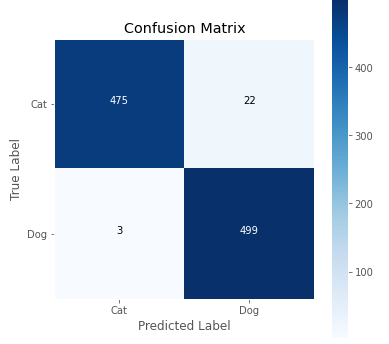 Confusion Matrix
True Label
Cat
475
22
Dog
3
499
Cat
Dog
Predicted Label
400
300
200
100